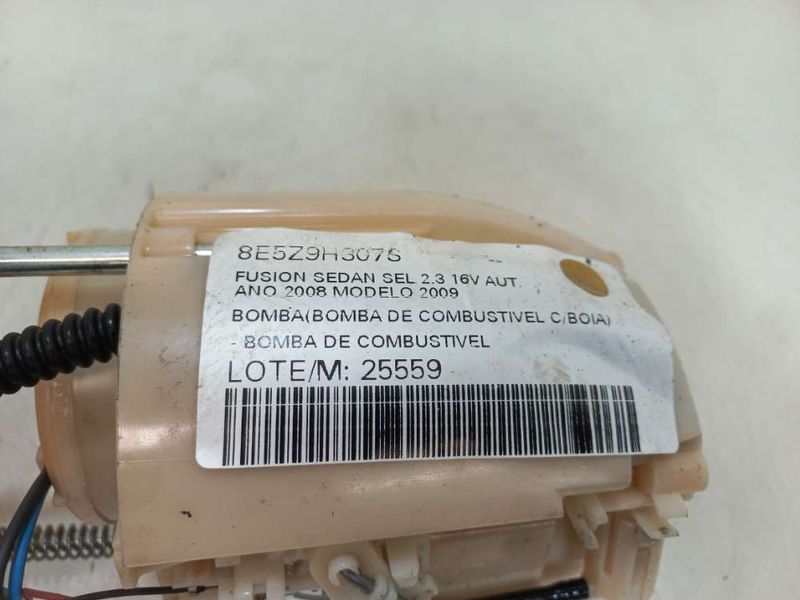 8E5Z9H307S
FUSION SEDAN SEL 2.3 16V AUT.
ANO 2008 MODELO 2009
BOMBA(BOMBA DE COMBUSTIVEL C/BOIA)
- BOMBA DE COMBUSTIVEL
LOTE/M: 25559